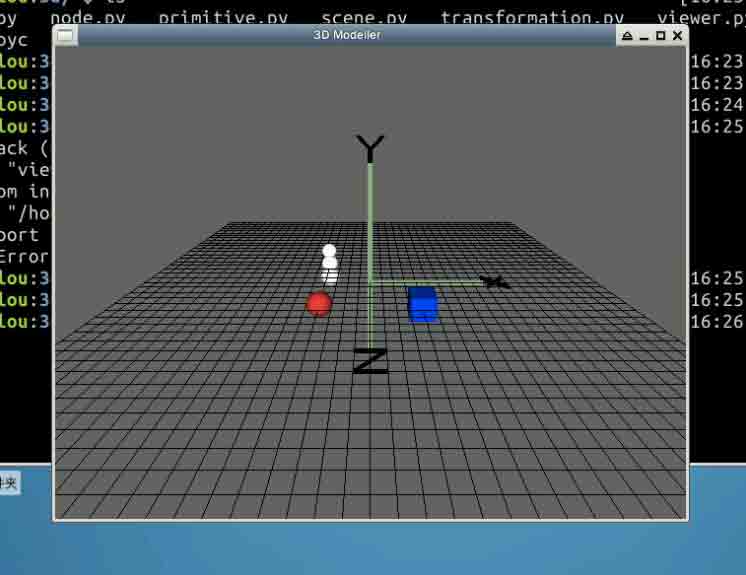 node.py primitive.py scene.py transformation.py viewer.p
pyc
3D Modeller
lou:3 16:23
lou:3 16:23
lou:3 16:24
lou:3 16:25
ack (
"vie
om in
"/ho
port
Error
lou:3 16:25
lou:3 16:25
lou:3 16:26
Y
X
Z
件夹